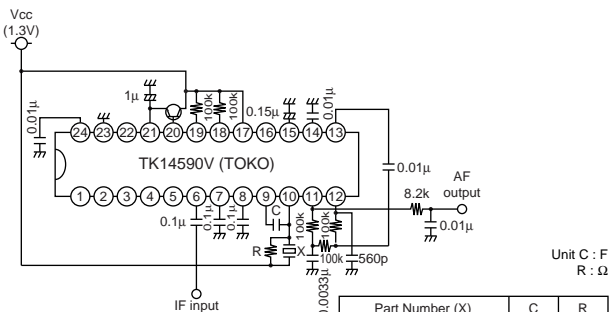 Vcc
(1.3V)
1μ
100k
100k
0.15μ
0.01μ
0.01μ
24 23 22 21 20 19 18 17 16 15 14 13
TK14590V (TOKO)
1 2 3 4 5 6 7 8 9 10 11 12
0.01μ
AF
output
8.2k
0.01μ
0.1μ
0.1μ
0.1μ
C
R
X
100k
100k
100k
560p
0.0033μ
IF input
Unit C : F
R : Ω
Part Number (X) C R